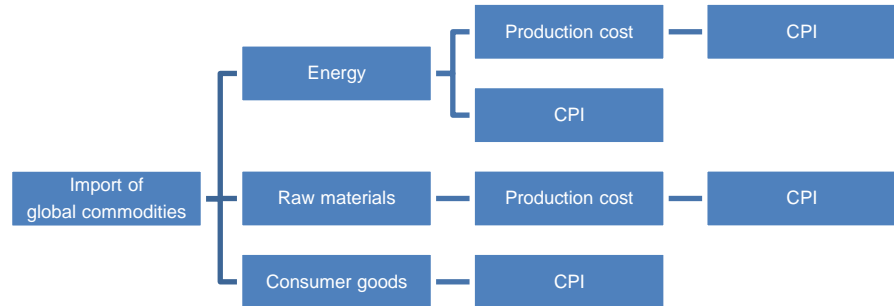 Production cost
CPI
Energy
CPI
Import of
global commodities
Raw materials
Production cost
CPI
Consumer goods
CPI